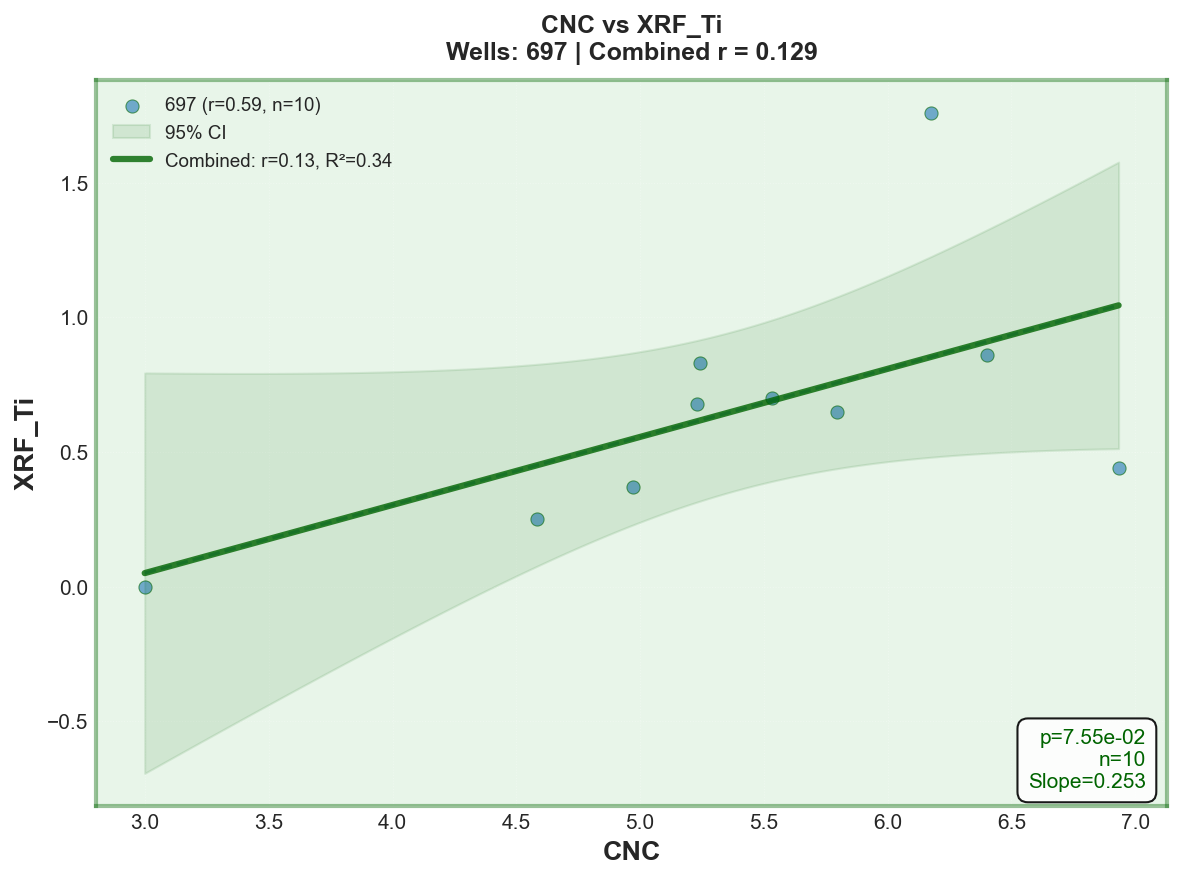 CNC vs XRF_Ti
Wells: 697 | Combined r = 0.129
697 (r=0.59, n=10)
95% CI
Combined: r=0.13, R²=0.34
XRF_Ti
1.5
1.0
0.5
0.0
−0.5
p=7.55e-02
n=10
Slope=0.253
3.0 3.5 4.0 4.5 5.0 5.5 6.0 6.5 7.0
CNC